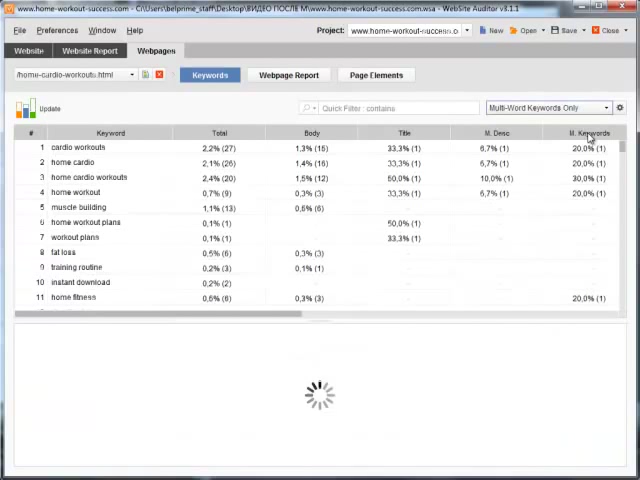 www.home-workout-success.com - C:\Users\belprime_staff\Desktop\ВИДЕО ПОСЛЕ М\www.home-workout-success.com.wsa - WebSite Auditor v3.1.1
File Preferences Window Help Project: www.home-workout-success.co New Open Save Close
Website Website Report Webpages
/home-cardio-workouts.html Keywords Webpage Report Page Elements
Update Quick Filter: contains Multi-Word Keywords Only
# Keyword Total Body Title M. Desc M. Keywords
1 cardio workouts 2,2% (27) 1,3% (15) 33,3% (1) 6,7% (1) 20,0% (1)
2 home cardio 2,1% (26) 1,4% (16) 33,3% (1) 6,7% (1) 20,0% (1)
3 home cardio workouts 2,4% (20) 1,5% (12) 50,0% (1) 10,0% (1) 30,0% (1)
4 home workout 0,7% (9) 0,3% (3) 33,3% (1) 6,7% (1) 20,0% (1)
5 muscle building 1,1% (13) 0,5% (6) - - -
6 home workout plans 0,1% (1) - 50,0% (1) - -
7 workout plans 0,1% (1) - 33,3% (1) - -
8 fat loss 0,5% (6) 0,3% (3) - - -
9 training routine 0,2% (3) 0,1% (1) - - -
10 instant download 0,2% (2) - - - -
11 home fitness 0,5% (6) 0,3% (3) - - 20,0% (1)